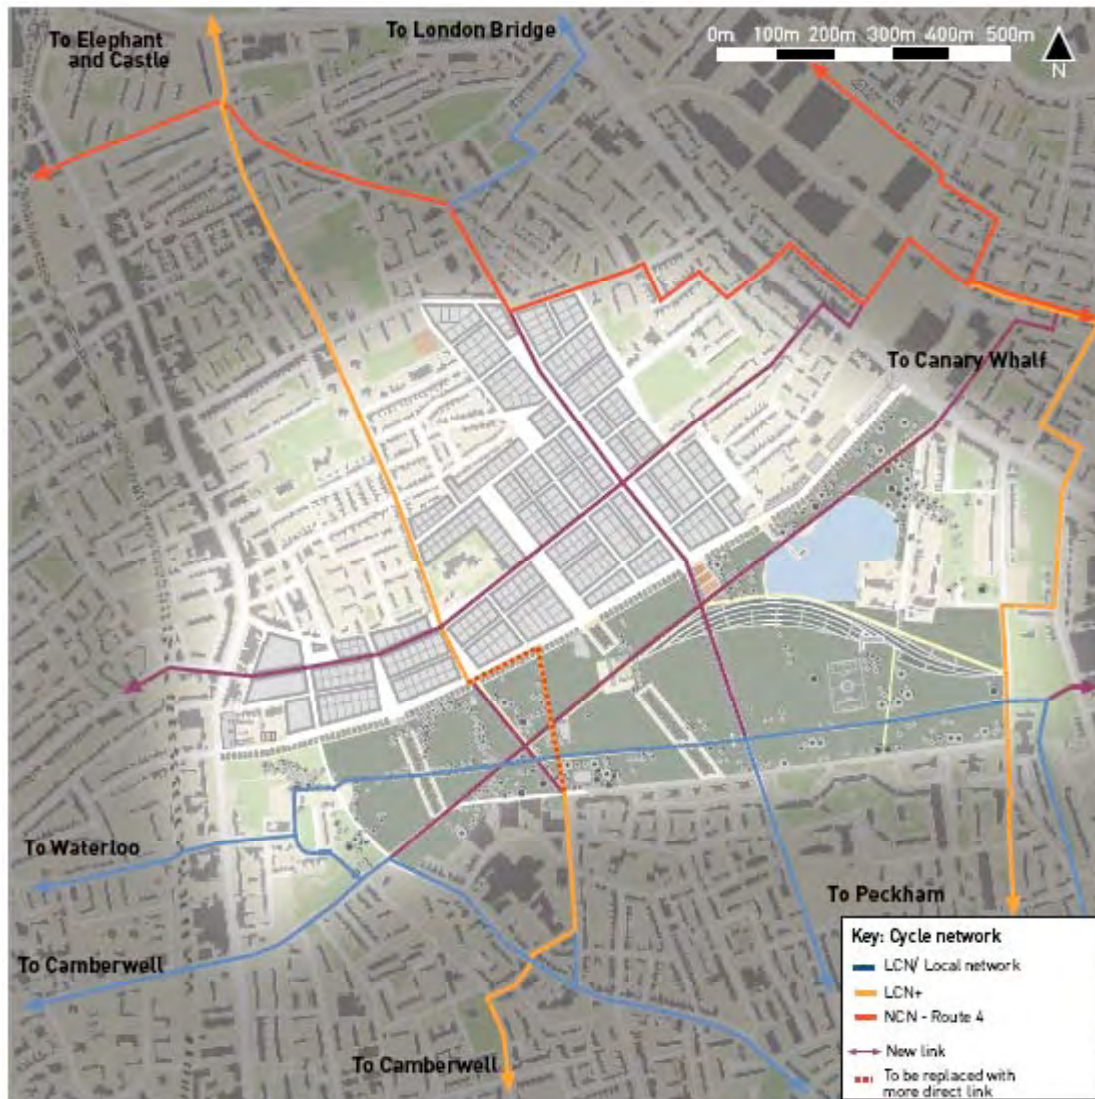 To Elephant
and Castle
To London Bridge
0m 100m 200m 300m 400m 500m
N
To Canary Whalf
To Waterloo
To Peckham
To Camberwell
To Camberwell
Key: Cycle network
LCN/ Local network
LCN+
NCN - Route 4
New link
To be replaced with
more direct link